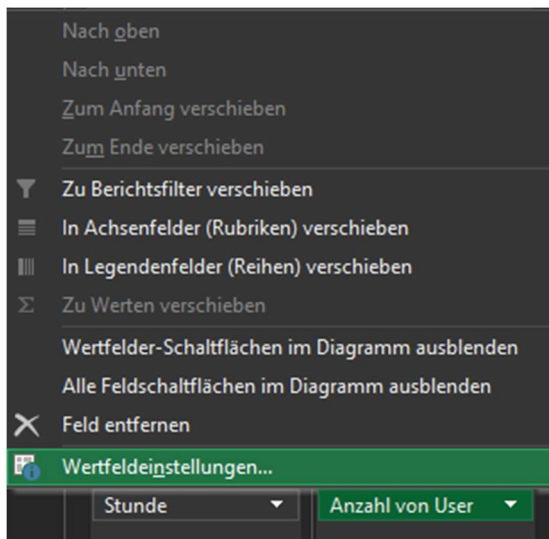 Nach oben
Nach unten
Zum Anfang verschieben
Zum Ende verschieben
Zu Berichtsfilter verschieben
In Achsenfelder (Rubriken) verschieben
In Legendenfelder (Reihen) verschieben
Σ Zu Werten verschieben
Wertfelder-Schaltflächen im Diagramm ausblenden
Alle Feldschaltflächen im Diagramm ausblenden
Feld entfernen
Wertfeldeinstellungen...
Stunde Anzahl von User